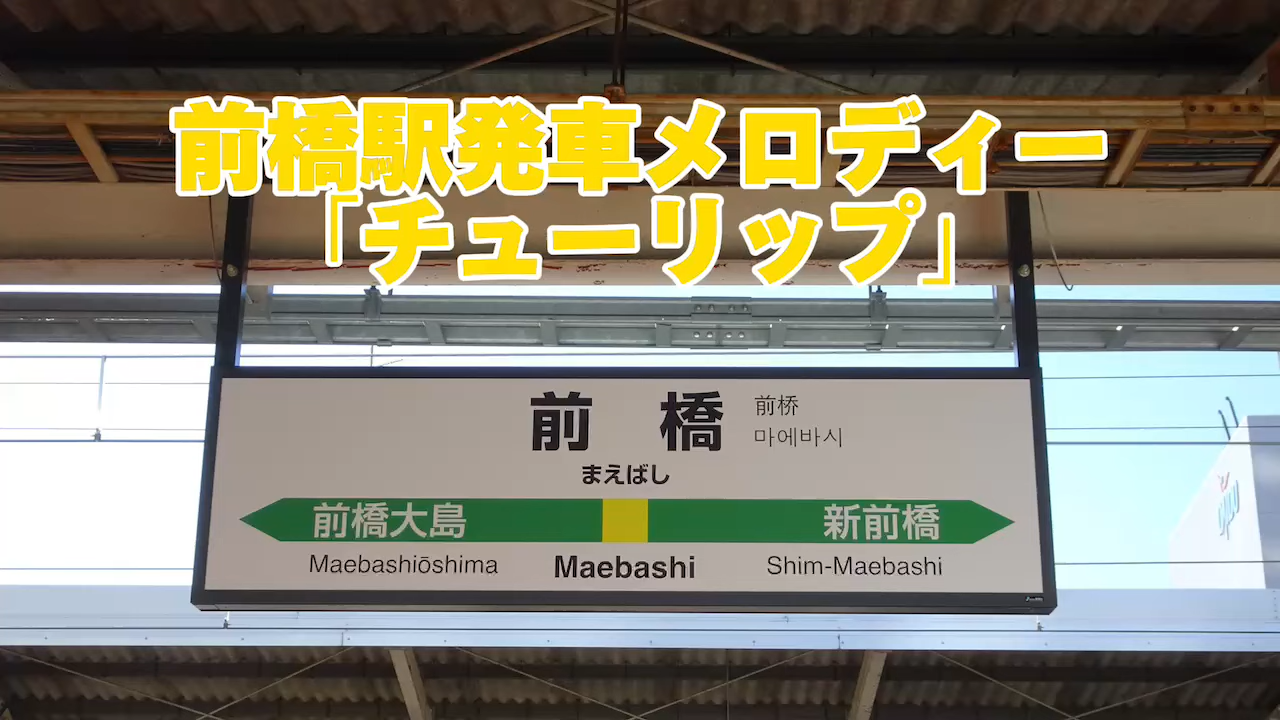 前橋駅発車メロディー
「チューリップ」
前 橋
前桥
마에바시
まえばし
前橋大島
新前橋
Maebashiōshima
Maebashi
Shim-Maebashi